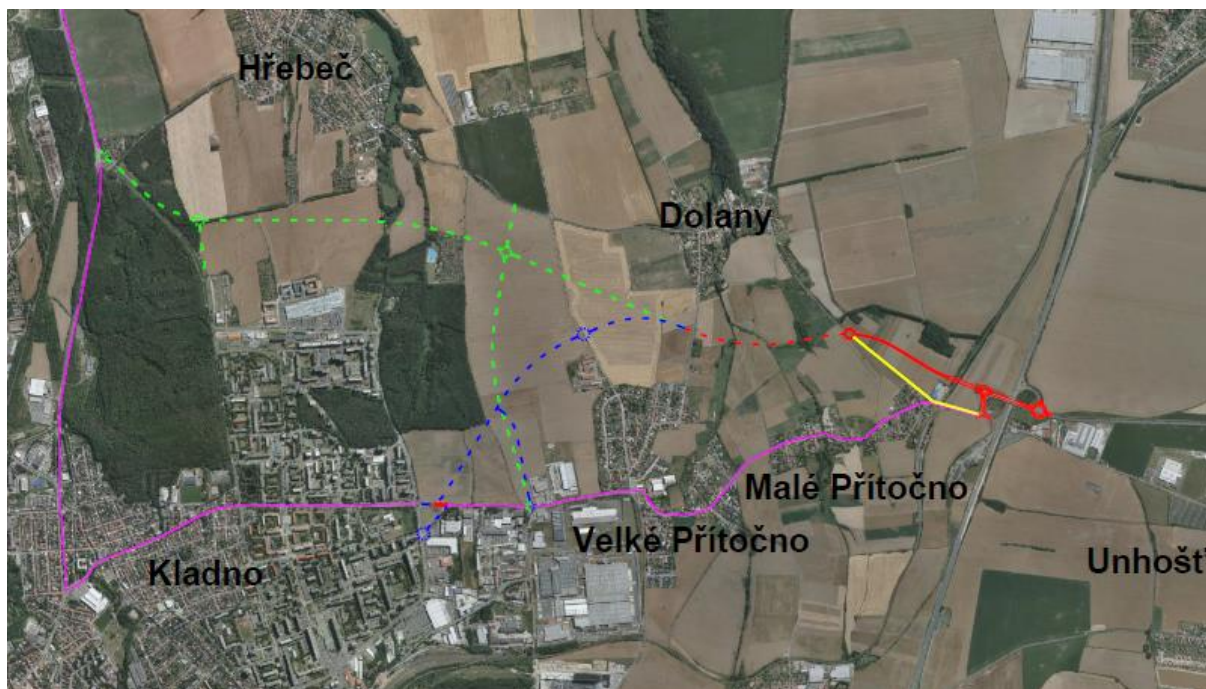 Hřebeč
Dolany
Malé Přítočno
Velké Přítočno
Kladno
Unhošť